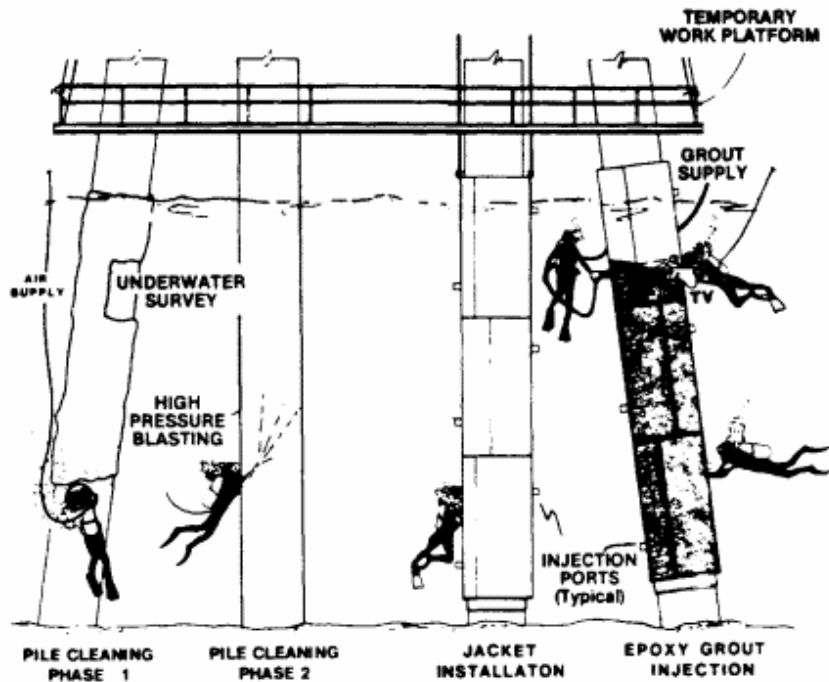 TEMPORARY
WORK PLATFORM
GROUT
SUPPLY
AIR
SUPPLY
UNDERWATER
SURVEY
TV
HIGH
PRESSURE
BLASTING
INJECTION
PORTS
(Typical)
PILE CLEANING
PHASE 1
PILE CLEANING
PHASE 2
JACKET
INSTALLATON
EPOXY GROUT
INJECTION